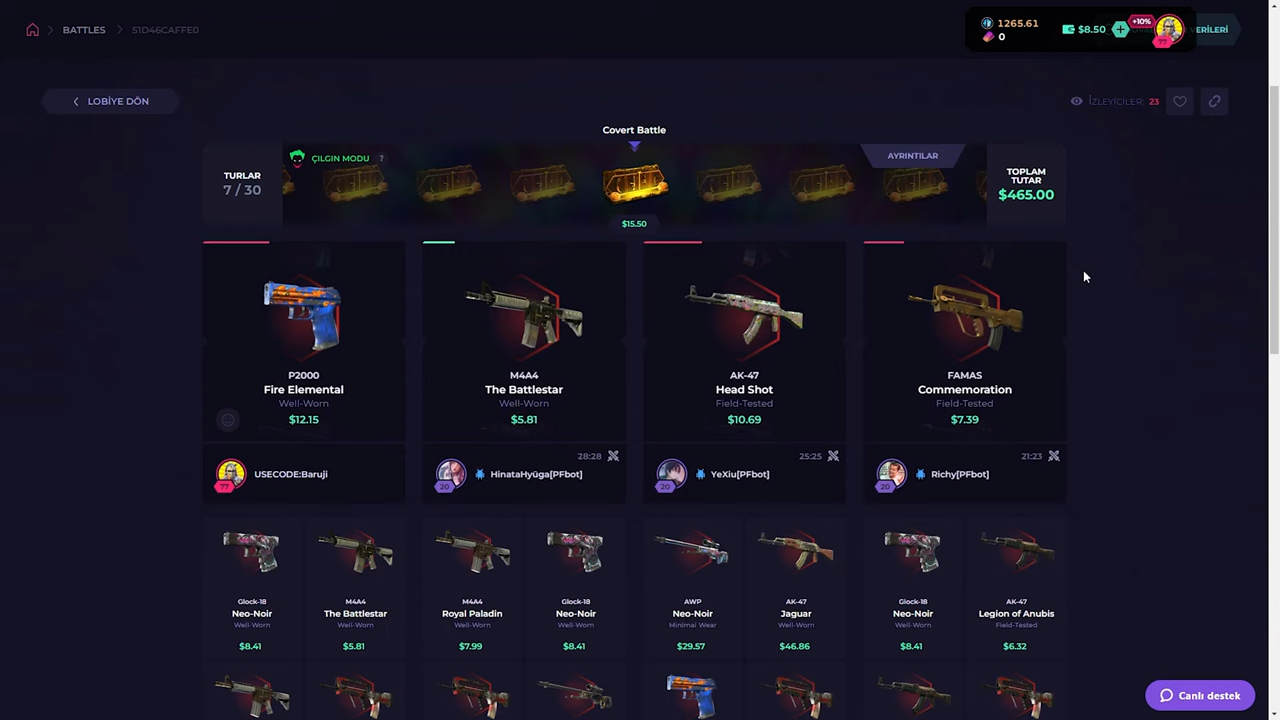 BATTLES
51D46CAFFE0
1265.61
0
$8.50
+10%
77
VERİLERİ
LOBİYE DÖN
İZLEYİCİLER: 23
Covert Battle
TURLAR
7 / 30
ÇILGIN MODU ?
AYRINTILAR
TOPLAM
TUTAR
$465.00
$15.50
P2000
Fire Elemental
Well-Worn
$12.15
M4A4
The Battlestar
Well-Worn
$5.81
AK-47
Head Shot
Field-Tested
$10.69
FAMAS
Commemoration
Field-Tested
$7.39
77
USECODE:Baruji
28:28
20
HinataHyüga[PFbot]
25:25
20
YeXiu[PFbot]
21:23
20
Richy[PFbot]
Glock-18
Neo-Noir
Well-Worn
$8.41
M4A4
The Battlestar
Well-Worn
$5.81
M4A4
Royal Paladin
Well-Worn
$7.99
Glock-18
Neo-Noir
Well-Worn
$8.41
AWP
Neo-Noir
Minimal Wear
$29.57
AK-47
Jaguar
Well-Worn
$46.86
Glock-18
Neo-Noir
Well-Worn
$8.41
AK-47
Legion of Anubis
Field-Tested
$6.32
Canlı destek